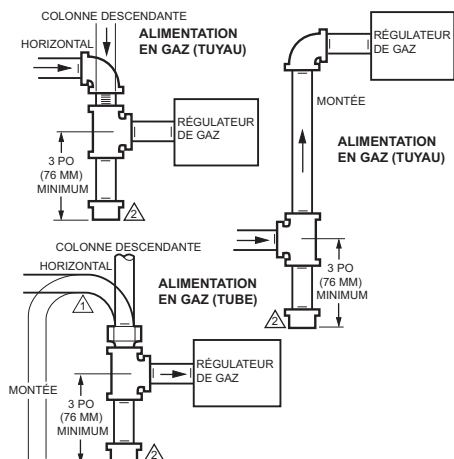 COLONNE DESCENDANTE
HORIZONTAL
ALIMENTATION
EN GAZ (TUYAU)
RÉGULATEUR
DE GAZ
3 PO
(76 MM)
MINIMUM
2
RÉGULATEUR
DE GAZ
MONTÉE
ALIMENTATION
EN GAZ (TUYAU)
3 PO
(76 MM)
MINIMUM
2
COLONNE DESCENDANTE
HORIZONTAL
ALIMENTATION
EN GAZ (TUBE)
1
RÉGULATEUR
DE GAZ
MONTÉE
3 PO
(76 MM)
MINIMUM
2